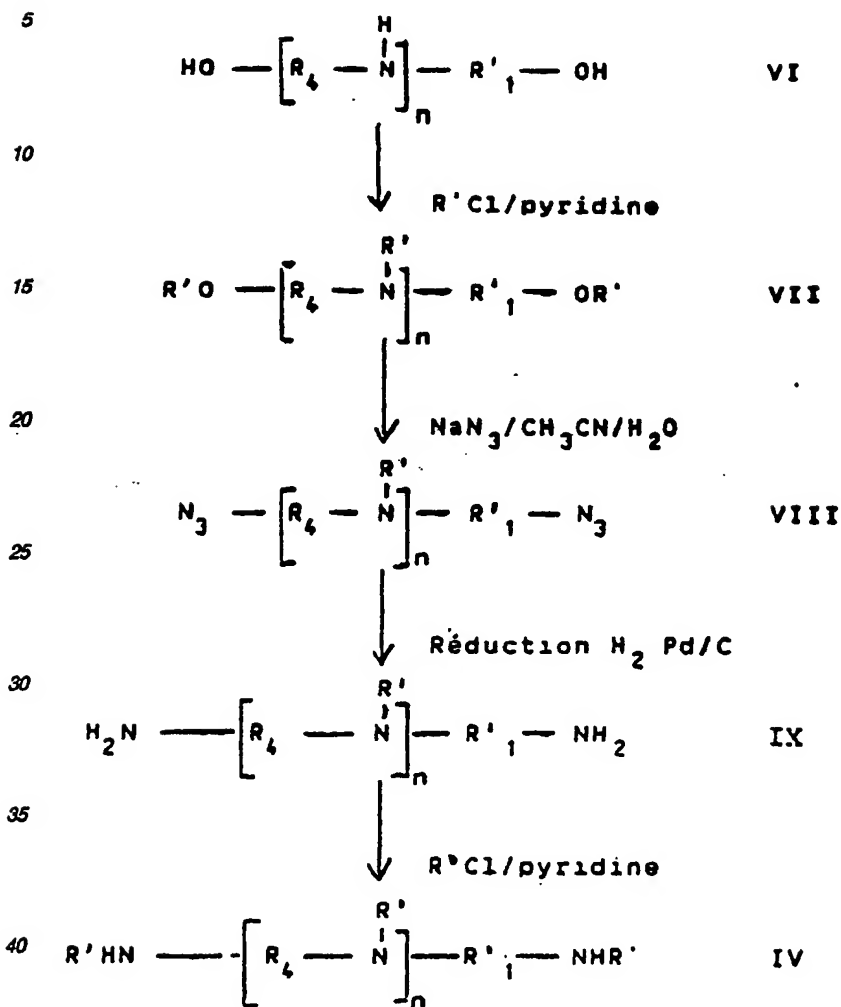 5
H
HO — [ R4 — N ]n — R'1 — OH VI
10
R'Cl/pyridine
R'
15 R'O — [ R4 — N ]n — R'1 — OR' VII
20 NaN3/CH3CN/H2O
R'
N3 — [ R4 — N ]n — R'1 — N3 VIII
25
Réduction H2 Pd/C
30 R'
H2N — [ R4 — N ]n — R'1 — NH2 IX
35
R'Cl/pyridine
R'
40 R'HN — [ R4 — N ]n — R'1 — NHR' IV